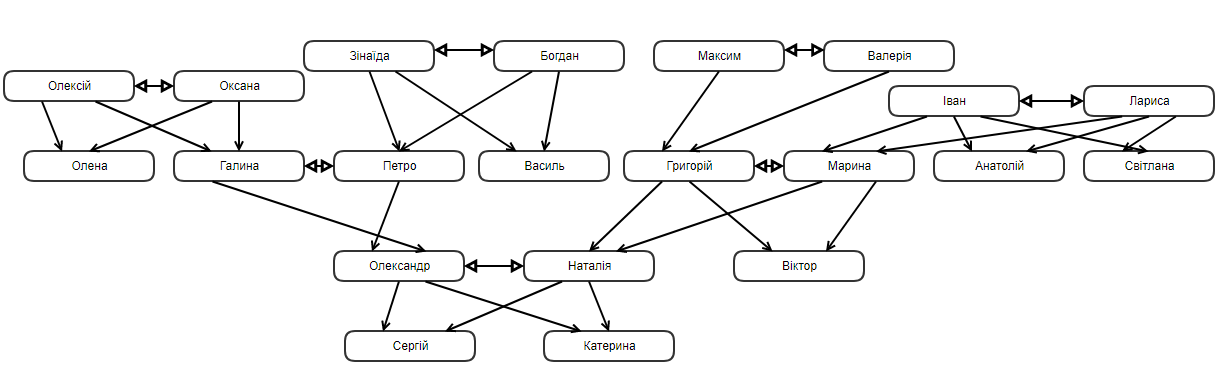 Зінаїда
Богдан
Максим
Валерія
Олексій
Оксана
Іван
Лариса
Олена
Галина
Петро
Василь
Григорій
Марина
Анатолій
Світлана
Олександр
Наталія
Віктор
Сергій
Катерина